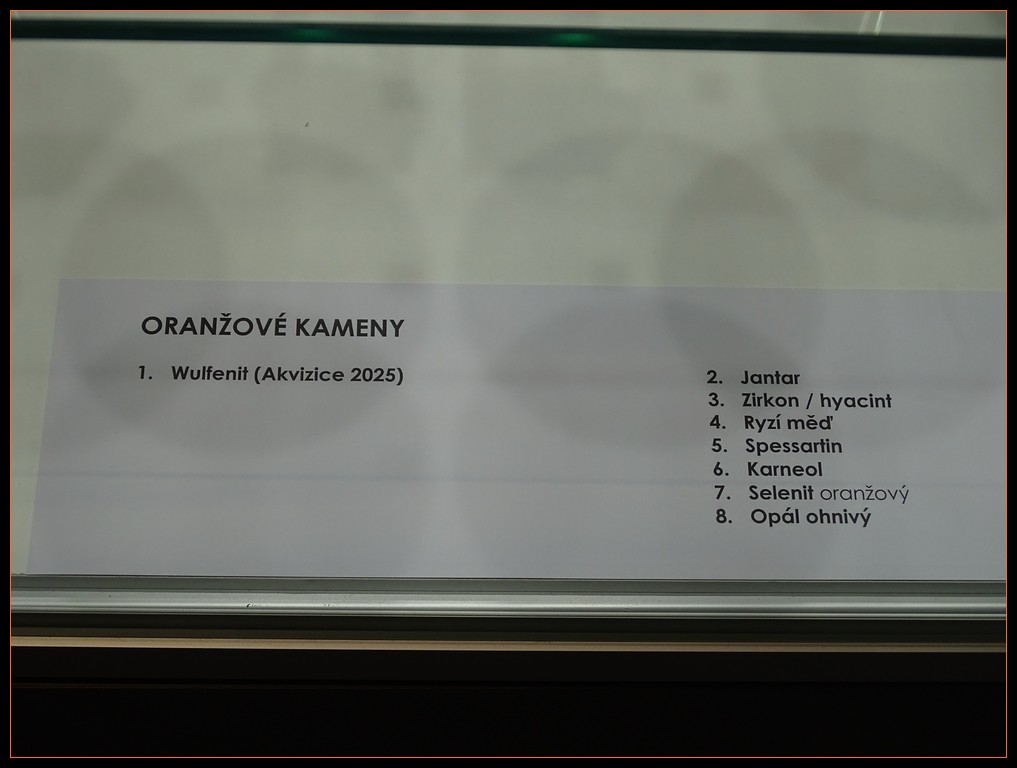 ORANŽOVÉ KAMENY
1. Wulfenit (Akvizice 2025)
2. Jantar
3. Zirkon / hyacint
4. Ryzí měď
5. Spessartin
6. Karneol
7. Selenit oranžový
8. Opál ohnivý